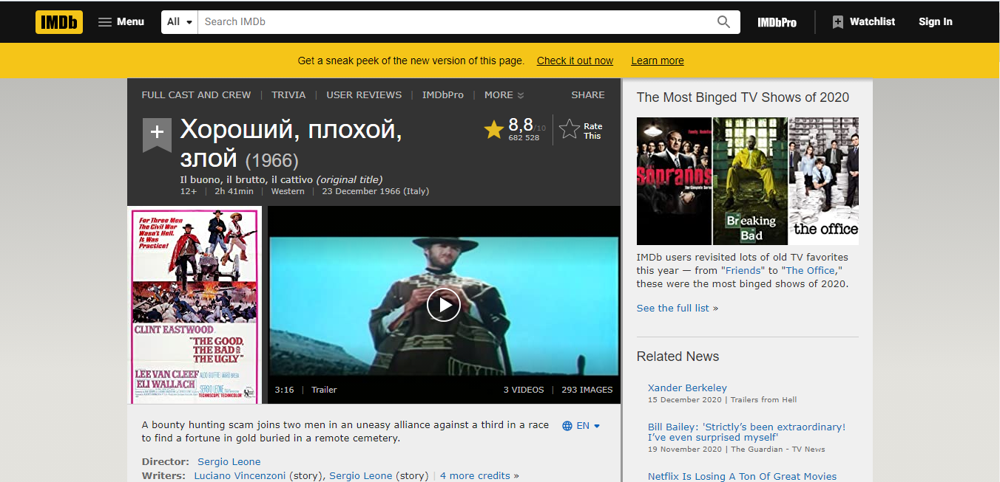 IMDb
Menu
All
Search IMDb
IMDbPro
Watchlist
Sign In
Get a sneak peek of the new version of this page. Check it out now Learn more
FULL CAST AND CREW | TRIVIA | USER REVIEWS | IMDbPro | MORE
SHARE
Хороший, плохой,
злой (1966)
Il buono, il brutto, il cattivo (original title)
12+ | 2h 41min | Western | 23 December 1966 (Italy)
8,8/10
682 528
Rate
This
For Three Men
The Civil War
Wasn't Hell.
It Was
Practice!
CLINT EASTWOOD
"THE GOOD,
THE BAD AND
THE UGLY"
LEE VAN CLEEF
ELI WALLACH
SERGIO LEONE
TECHNISCOPE TECHNICOLOR
3:16 | Trailer
3 VIDEOS | 293 IMAGES
A bounty hunting scam joins two men in an uneasy alliance against a third in a race
to find a fortune in gold buried in a remote cemetery.
EN
Director: Sergio Leone
Writers: Luciano Vincenzoni (story), Sergio Leone (story) | 4 more credits »
The Most Binged TV Shows of 2020
Sopranos
The Complete Series
Breaking
Bad
the office
IMDb users revisited lots of old TV favorites
this year — from "Friends" to "The Office,"
these were the most binged shows of 2020.
See the full list »
Related News
Xander Berkeley
15 December 2020 | Trailers from Hell
Bill Bailey: 'Strictly’s been extraordinary!
I’ve even surprised myself'
19 November 2020 | The Guardian - TV News
Netflix Is Losing A Ton Of Great Movies